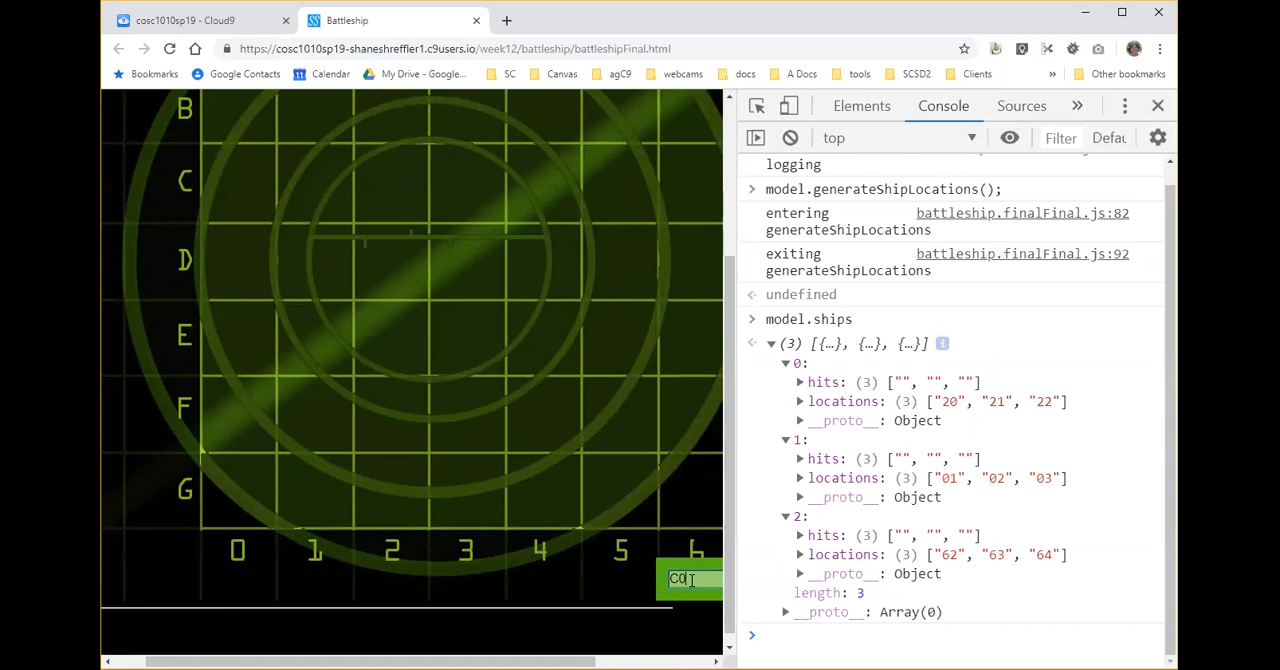 cosc1010sp19 - Cloud9
Battleship
https://cosc1010sp19-shaneshreffler1.c9users.io/week12/battleship/battleshipFinal.html
Bookmarks Google Contacts Calendar My Drive - Google... SC Canvas agC9 webcams docs A Docs tools SCSD2 Clients » Other bookmarks
Elements Console Sources »
top Filter Defau
logging
> model.generateShipLocations();
entering battleship.finalFinal.js:82
generateShipLocations
exiting battleship.finalFinal.js:92
generateShipLocations
undefined
> model.ships
(3) [{…}, {…}, {…}] i
0:
hits: (3) ["", "", ""]
locations: (3) ["20", "21", "22"]
__proto__: Object
1:
hits: (3) ["", "", ""]
locations: (3) ["01", "02", "03"]
__proto__: Object
2:
hits: (3) ["", "", ""]
locations: (3) ["62", "63", "64"]
__proto__: Object
length: 3
__proto__: Array(0)
>
B
C
D
E
F
G
0 1 2 3 4 5 6
C0